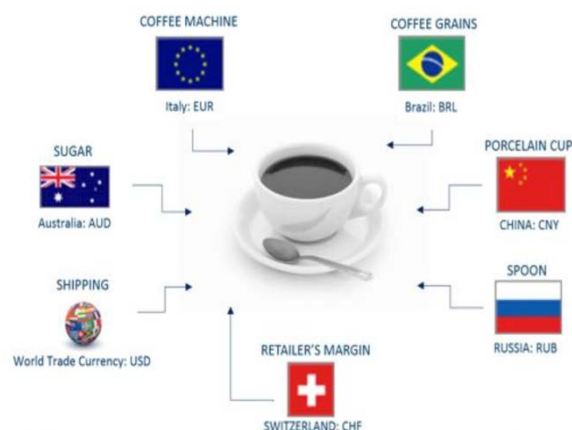 COFFEE MACHINE
Italy: EUR
COFFEE GRAINS
Brazil: BRL
SUGAR
Australia: AUD
PORCELAIN CUP
CHINA: CNY
SHIPPING
World Trade Currency: USD
SPOON
RUSSIA: RUB
RETAILER'S MARGIN
SWITZERLAND: CHF